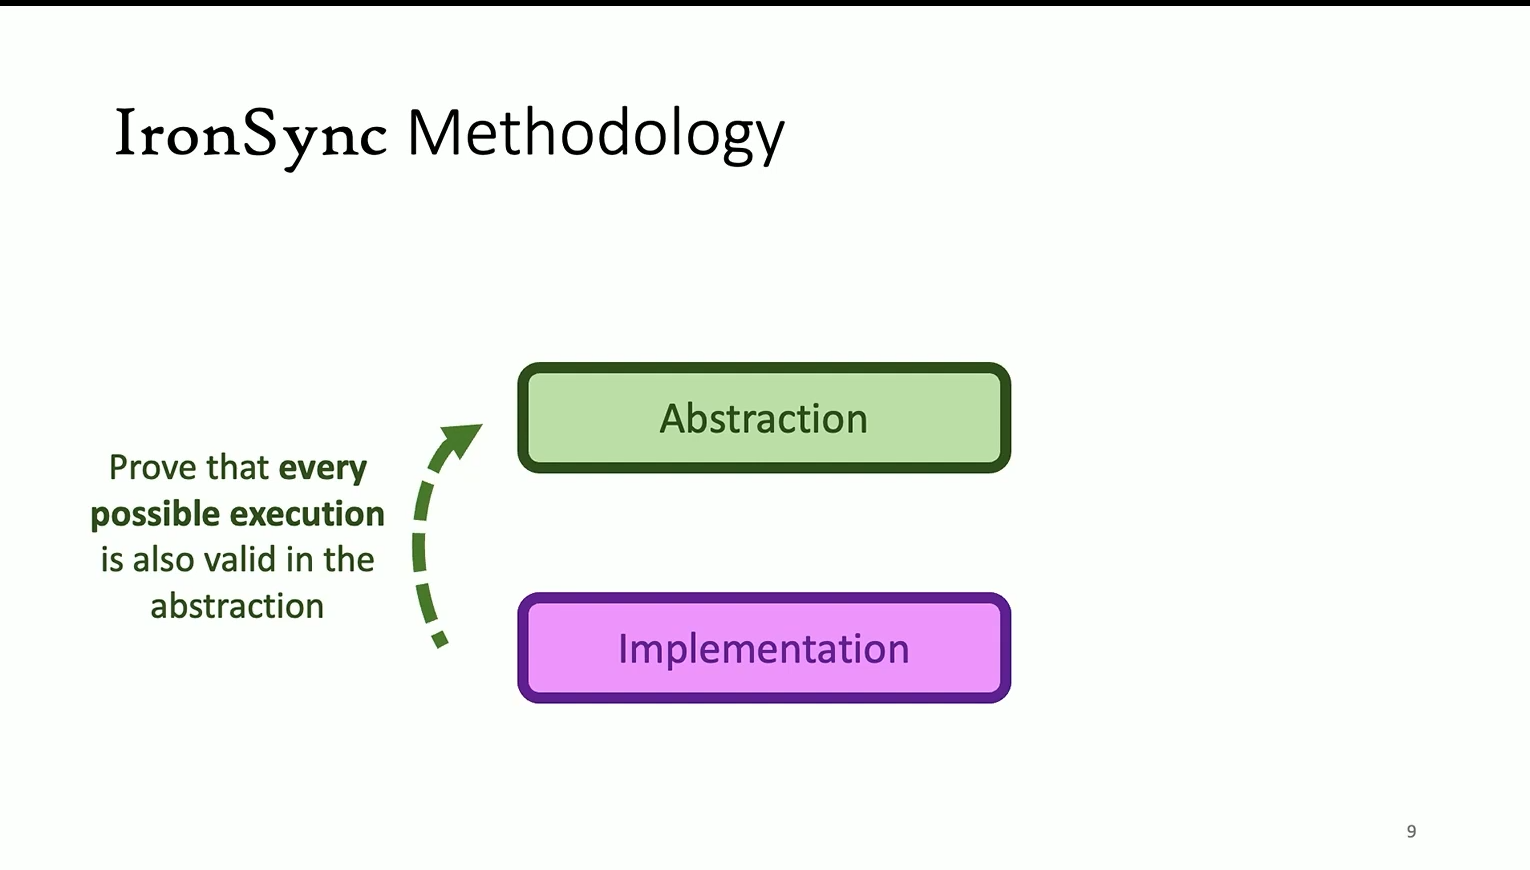 IronSync Methodology
Abstraction
Prove that every
possible execution
is also valid in the
abstraction
Implementation
9